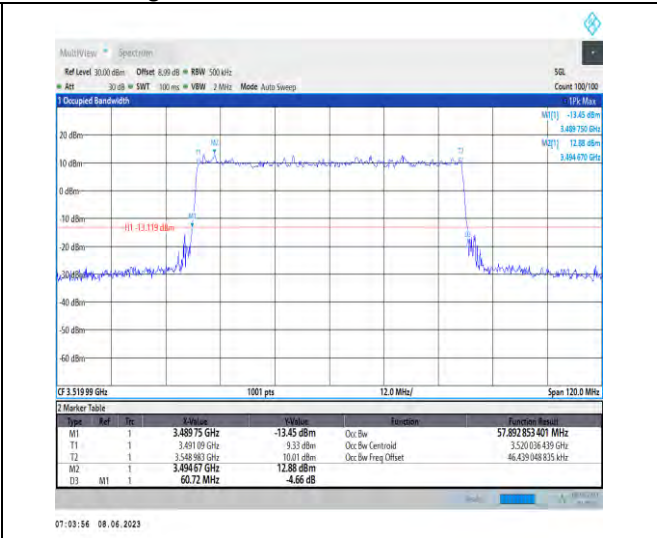 MultiView Spectrum
Ref Level 30.00 dBm Offset 8.99 dB RBW 500 kHz SGL
Att 30 dB SWT 100 ms VBW 2 MHz Mode Auto Sweep Count 100/100
1 Occupied Bandwidth 1Pk Max
M1[1] -13.45 dBm
3.489 750 GHz
M2[1] 12.88 dBm
3.494 670 GHz
20 dBm
10 dBm
0 dBm
-10 dBm
H1 -13.119 dBm
-20 dBm
-30 dBm
-40 dBm
-50 dBm
-60 dBm
T1 M2 T2
M1
CF 3.519 99 GHz 1001 pts 12.0 MHz/ Span 120.0 MHz
2 Marker Table
Type Ref Trc X-Value Y-Value Function Function Result
M1 1 3.489 75 GHz -13.45 dBm Occ Bw 57.892 853 401 MHz
T1 1 3.491 09 GHz 9.33 dBm Occ Bw Centroid 3.520 036 439 GHz
T2 1 3.548 983 GHz 10.01 dBm Occ Bw Freq Offset 46.439 048 835 kHz
M2 1 3.494 67 GHz 12.88 dBm
D3 M1 1 60.72 MHz -4.66 dB
07:03:56 08.06.2023